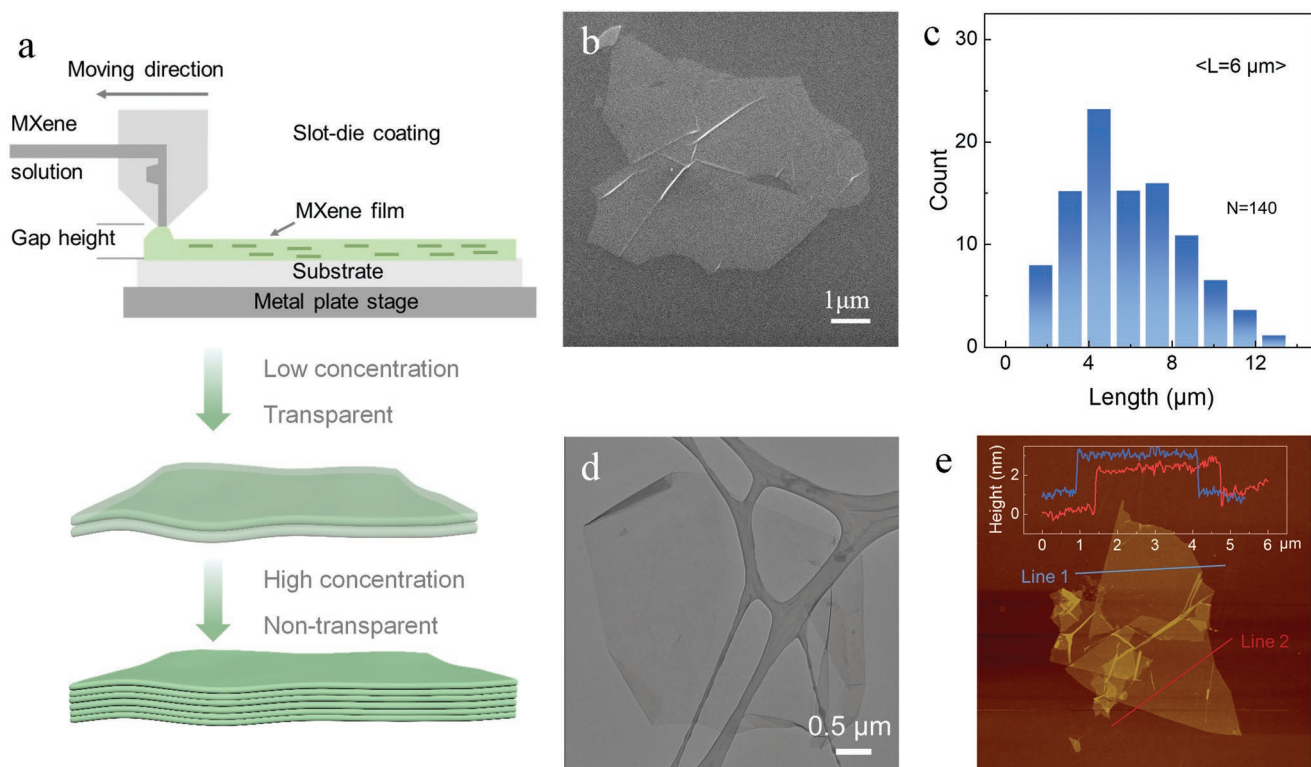 a
Moving direction
MXene
solution
Slot-die coating
MXene film
Gap height
Substrate
Metal plate stage
Low concentration
Transparent
High concentration
Non-transparent
b
1μm
c
30
20
10
0
Count
<L=6 μm>
N=140
0 4 8 12
Length (μm)
d
0.5 μm
e
Height (nm)
2
0
0 1 2 3 4 5 6
μm
Line 1
Line 2